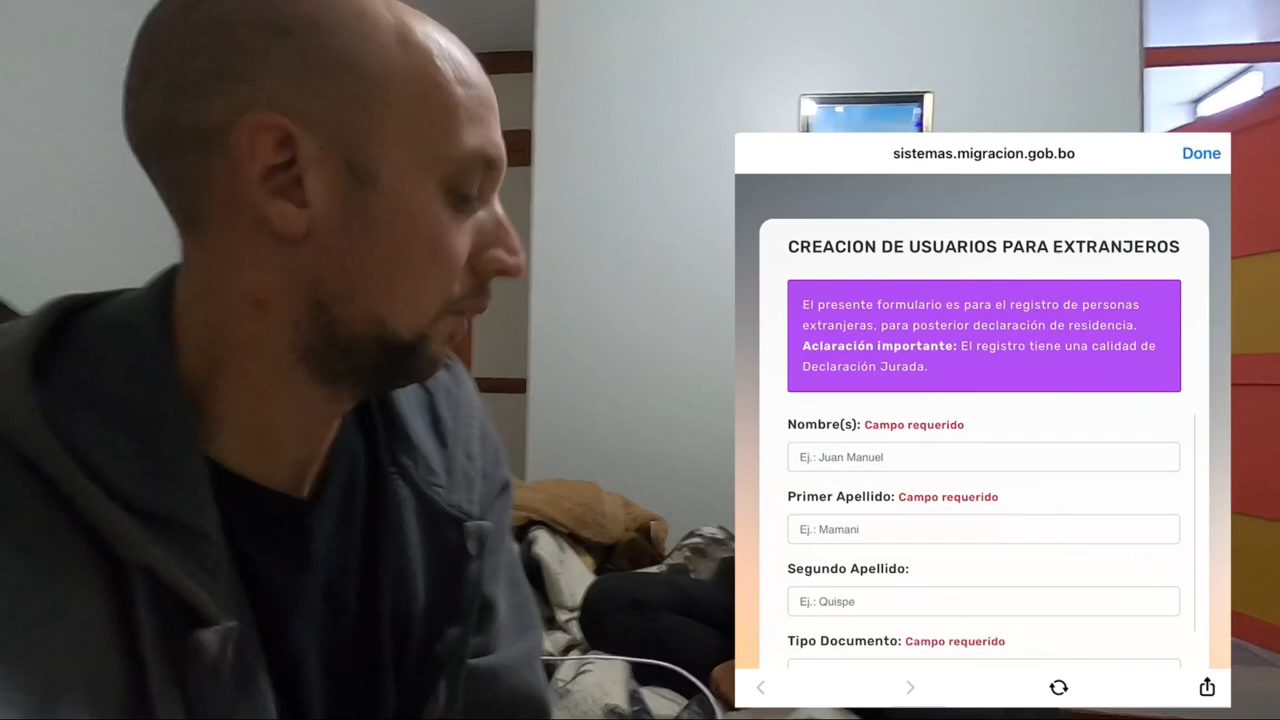 sistemas.migracion.gob.bo
Done
CREACION DE USUARIOS PARA EXTRANJEROS
El presente formulario es para el registro de personas
extranjeras, para posterior declaración de residencia.
Aclaración importante: El registro tiene una calidad de
Declaración Jurada.
Nombre(s): Campo requerido
Ej.: Juan Manuel
Primer Apellido: Campo requerido
Ej.: Mamani
Segundo Apellido:
Ej.: Quispe
Tipo Documento: Campo requerido